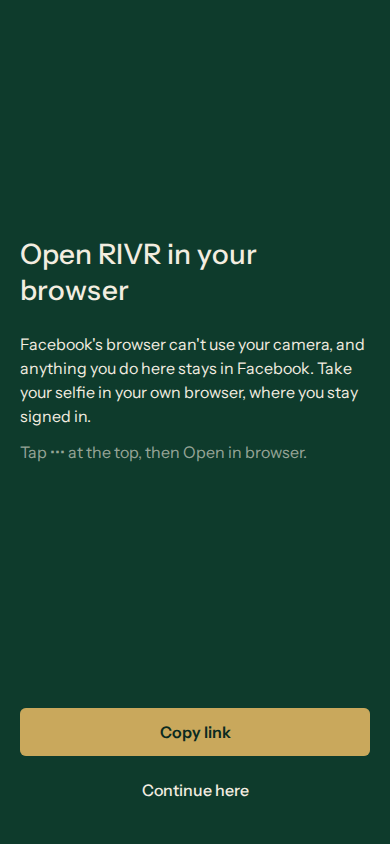 Open RIVR in your
browser
Facebook's browser can't use your camera, and
anything you do here stays in Facebook. Take
your selfie in your own browser, where you stay
signed in.
Tap ••• at the top, then Open in browser.
Copy link
Continue here